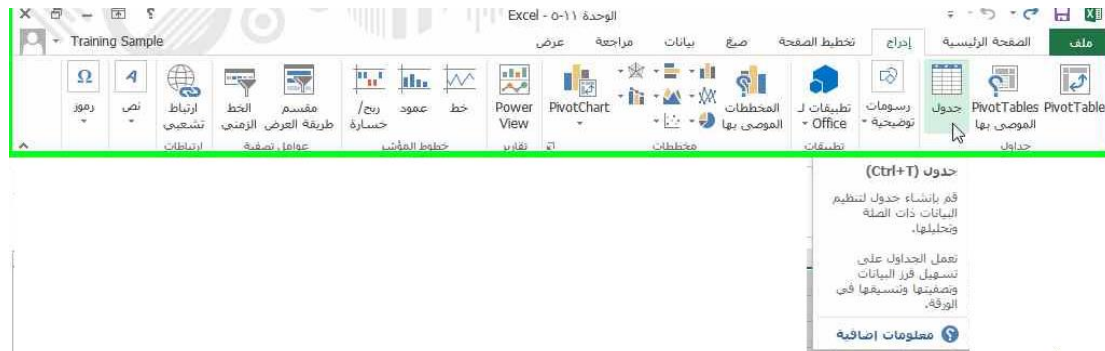 الوحدة ١١-٥ - Excel
Training Sample
ملف
الصفحة الرئيسية
إدراج
تخطيط الصفحة
صيغ
بيانات
مراجعة
عرض
PivotTable
PivotTables
الموصى بها
جدول
رسومات
توضيحية
تطبيقات لـ
Office
المخططات
الموصى بها
PivotChart
Power
View
خط
عمود
ربح/
خسارة
مقسم
طريقة العرض
الخط
الزمني
ارتباط
تشعبي
نص
رموز
جداول
تطبيقات
مخططات
تقارير
خطوط المؤشر
عوامل تصفية
ارتباطات
جدول (Ctrl+T)
قم بإنشاء جدول لتنظيم
البيانات ذات الصلة
وتحليلها.
تعمل الجداول على
تسهيل فرز البيانات
وتصفيتها وتنسيقها في
الورقة.
معلومات إضافية